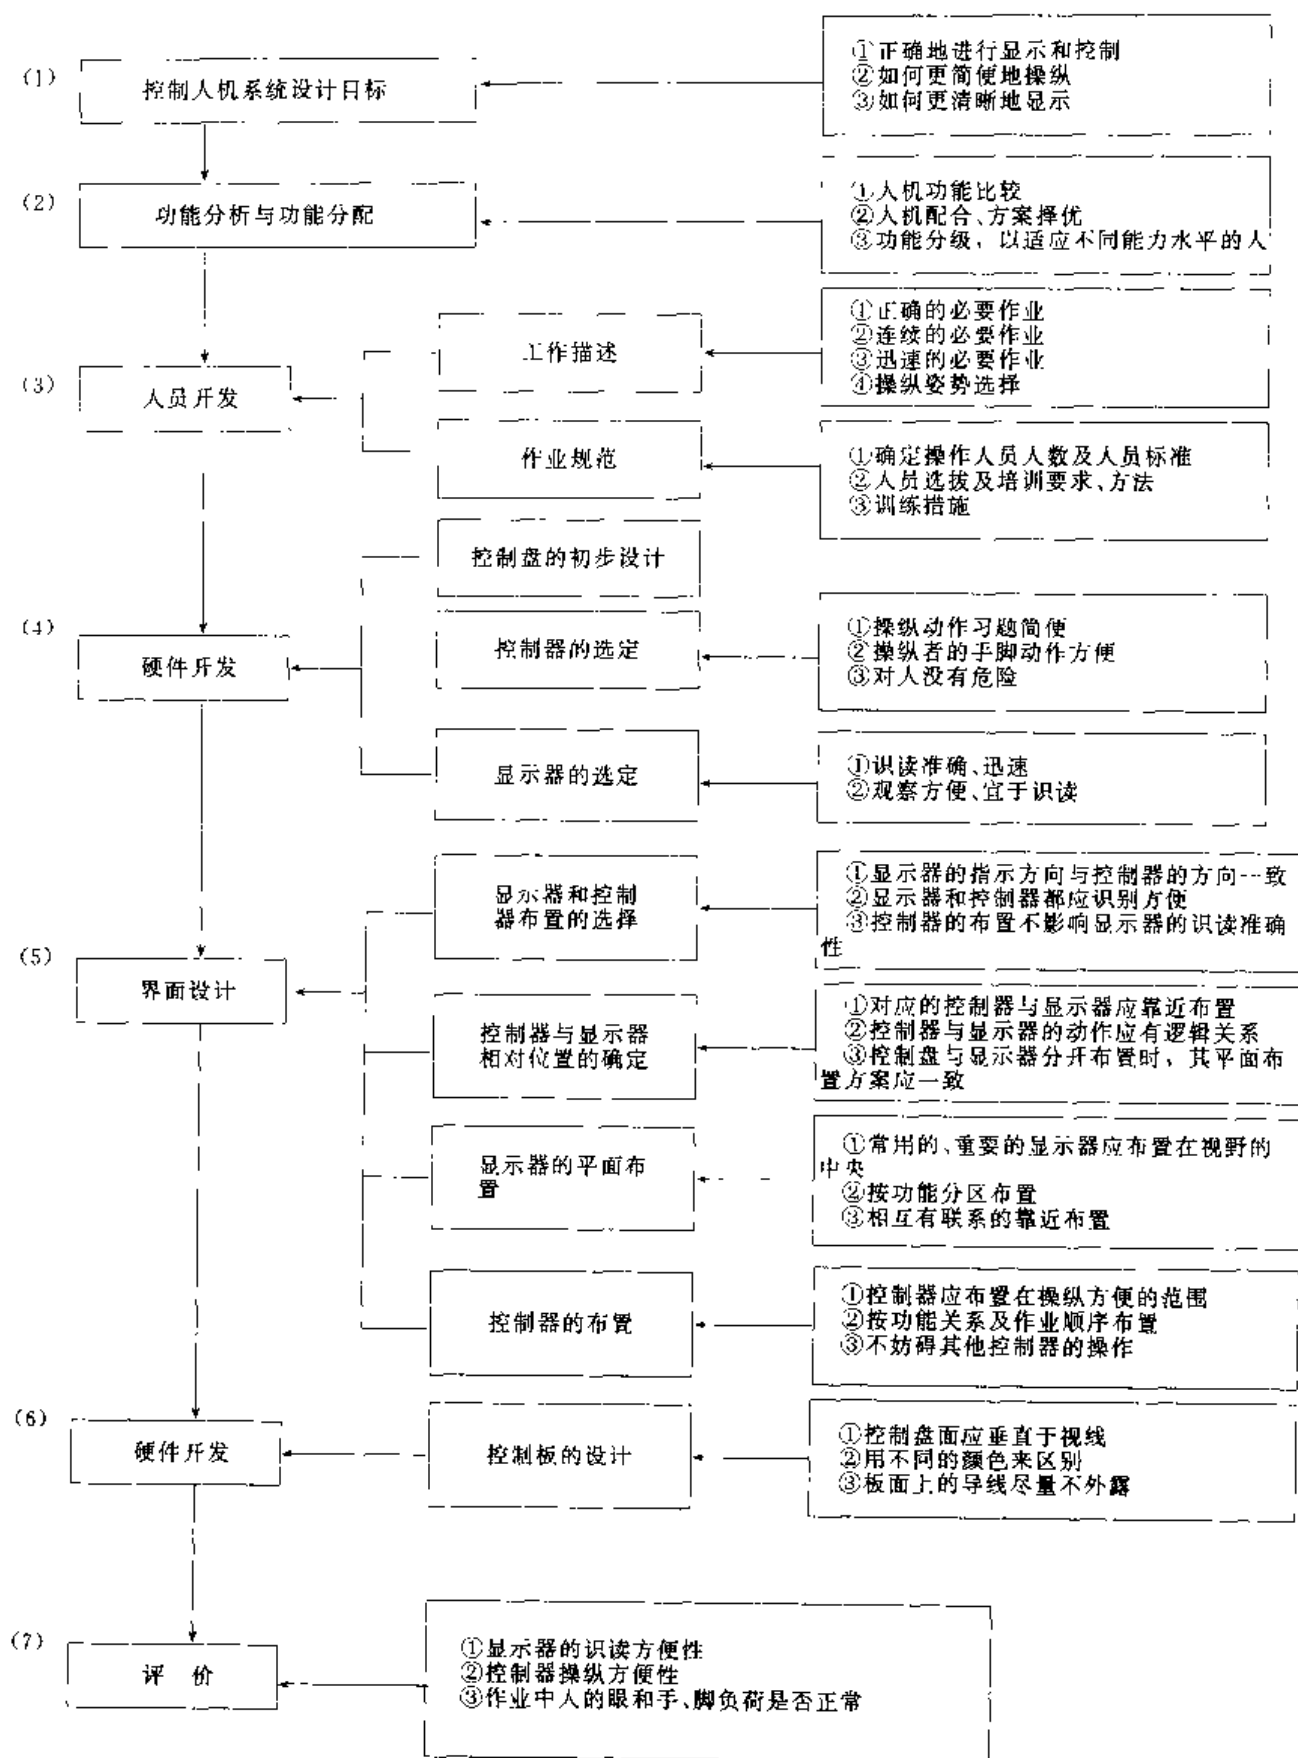 (1)
控制人机系统设计目标
①正确地进行显示和控制
②如何更简便地操纵
③如何更清晰地显示
(2)
功能分析与功能分配
①人机功能比较
②人机配合、方案择优
③功能分级,以适应不同能力水平的人
(3)
人员开发
工作描述
①正确的必要作业
②连续的必要作业
③迅速的必要作业
④操纵姿势选择
作业规范
①确定操作人员人数及人员标准
②人员选拔及培训要求、方法
③训练措施
(4)
硬件开发
控制盘的初步设计
控制器的选定
①操纵动作习题简便
②操纵者的手脚动作方便
③对人没有危险
显示器的选定
①识读准确、迅速
②观察方便、宜于识读
(5)
界面设计
显示器和控制
器布置的选择
①显示器的指示方向与控制器的方向一致
②显示器和控制器都应识别方便
③控制器的布置不影响显示器的识读准确
性
控制器与显示器
相对位置的确定
①对应的控制器与显示器应靠近布置
②控制器与显示器的动作应有逻辑关系
③控制盘与显示器分开布置时,其平面布
置方案应一致
显示器的平面布
置
①常用的、重要的显示器应布置在视野的
中央
②按功能分区布置
③相互有联系的靠近布置
控制器的布置
①控制器应布置在操纵方便的范围
②按功能关系及作业顺序布置
③不妨碍其他控制器的操作
(6)
硬件开发
控制板的设计
①控制盘面应垂直于视线
②用不同的颜色来区别
③板面上的导线尽量不外露
(7)
评 价
①显示器的识读方便性
②控制器操纵方便性
③作业中人的眼和手、脚负荷是否正常